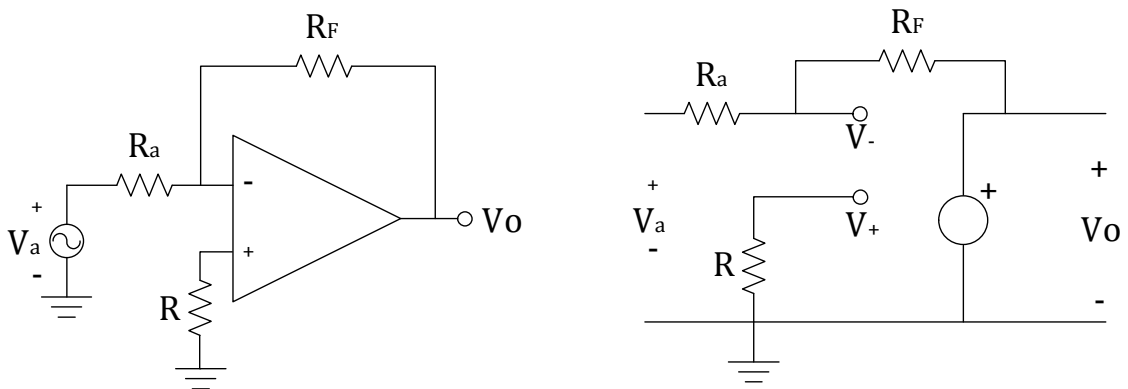 RF
Ra
-
+
Va
-
+
R
Vo
RF
Ra
V-
+
Va
-
V+
R
+
+
Vo
-